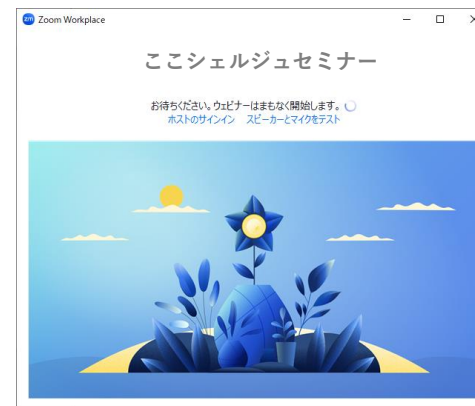 zm Zoom Workplace
ここシェルジュセミナー
お待ちください。ウェビナーはまもなく開始します。
ホストのサインイン スピーカーとマイクをテスト